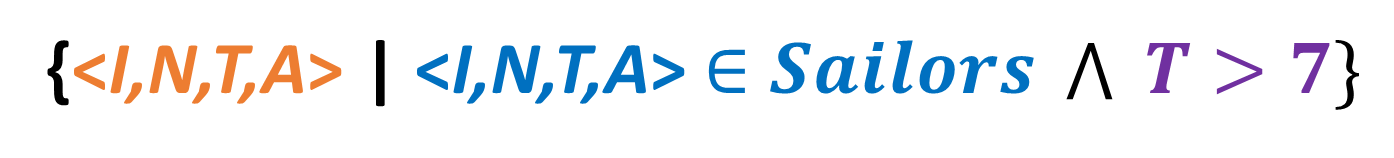 {<I,N,T,A> | <I,N,T,A> ∈ Sailors ⋀ T > 7}